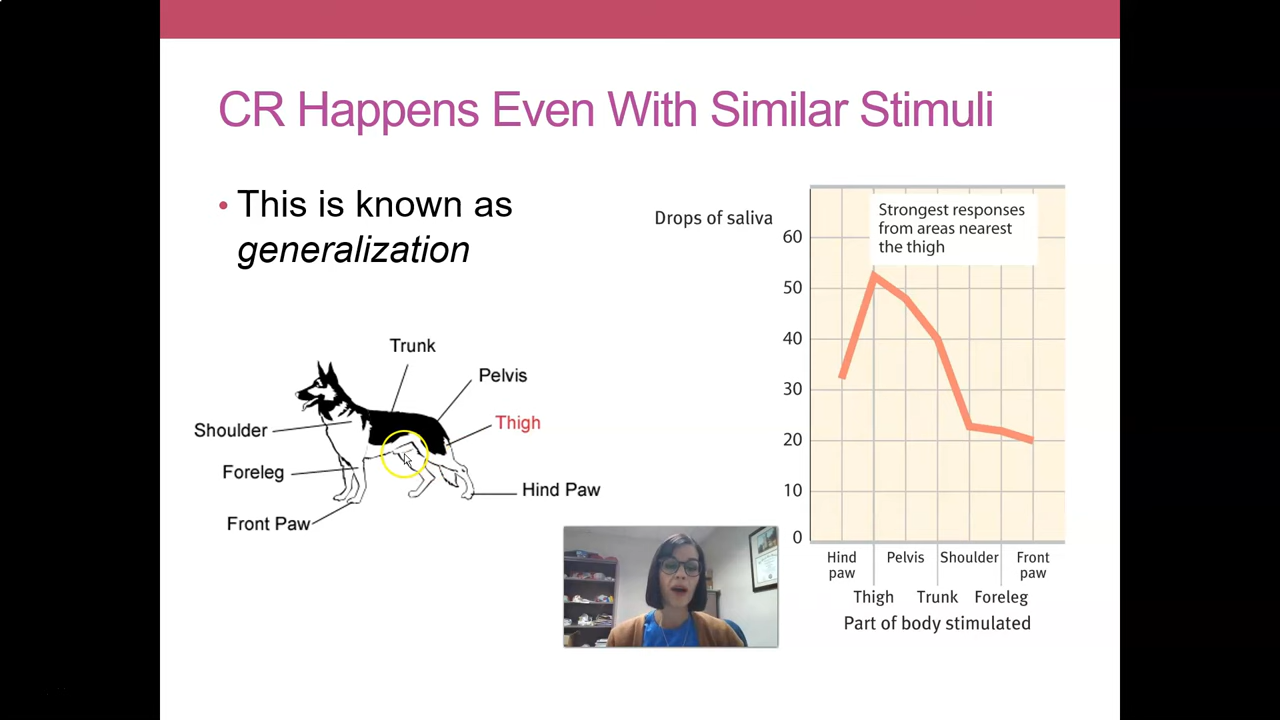 CR Happens Even With Similar Stimuli
• This is known as
generalization
Trunk
Pelvis
Thigh
Shoulder
Foreleg
Hind Paw
Front Paw
Drops of saliva
Strongest responses
from areas nearest
the thigh
60
50
40
30
20
10
0
Hind
paw
Pelvis
Shoulder
Front
paw
Thigh
Trunk
Foreleg
Part of body stimulated